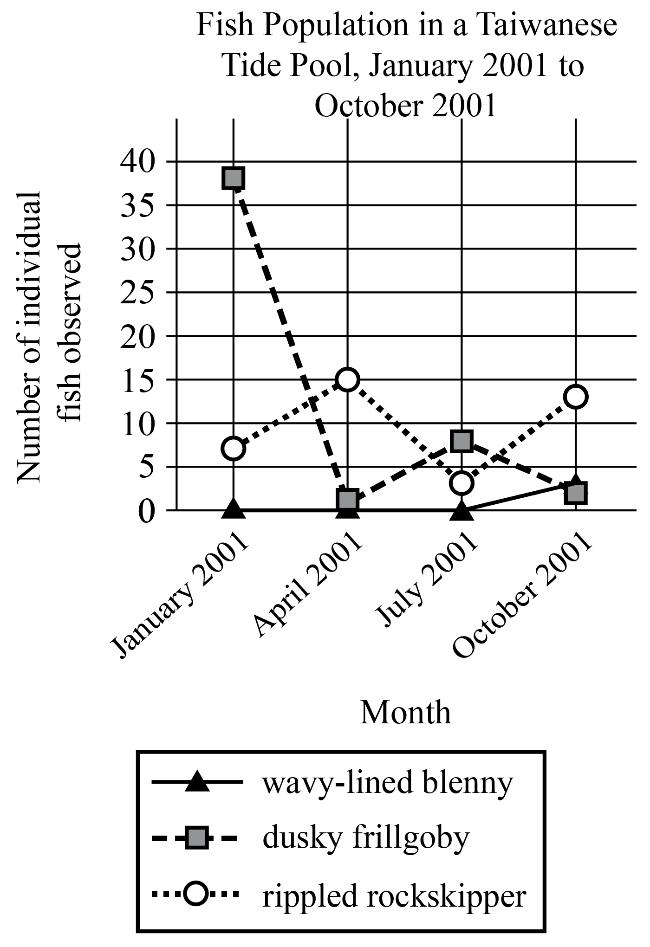 Fish Population in a Taiwanese
Tide Pool, January 2001 to
October 2001
Number of individual
fish observed
40
35
30
25
20
15
10
5
0
January 2001
April 2001
July 2001
October 2001
Month
wavy-lined blenny
dusky frillgoby
rippled rockskipper